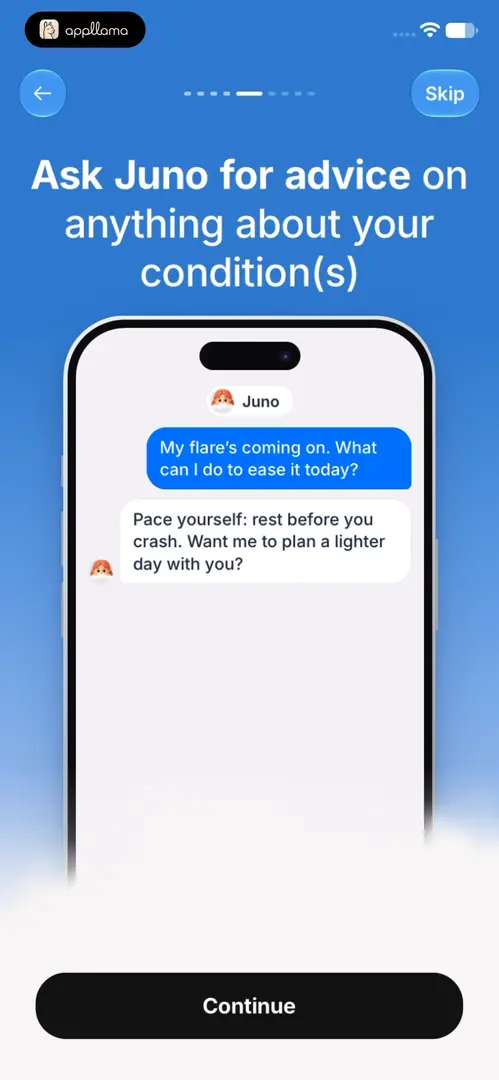 appllama
Skip
Ask Juno for advice on
anything about your
condition(s)
Juno
My flare’s coming on. What
can I do to ease it today?
Pace yourself: rest before you
crash. Want me to plan a lighter
day with you?
Continue